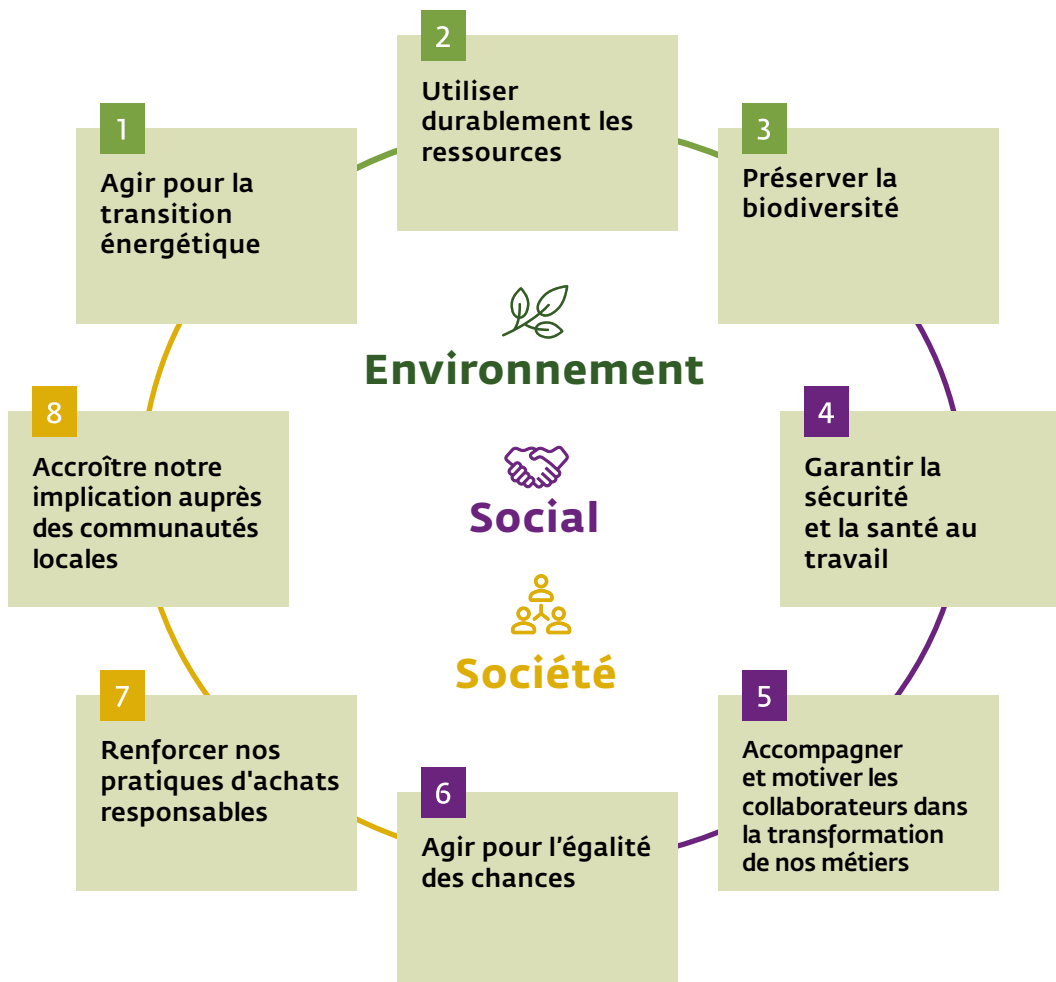 1
Agir pour la
transition
énergétique
2
Utiliser
durablement les
ressources
3
Préserver la
biodiversité
4
Garantir la
sécurité
et la santé au
travail
5
Accompagner
et motiver les
collaborateurs dans
la transformation
de nos métiers
6
Agir pour l'égalité
des chances
7
Renforcer nos
pratiques d'achats
responsables
8
Accroître notre
implication auprès
des communautés
locales
Environnement
Social
Société